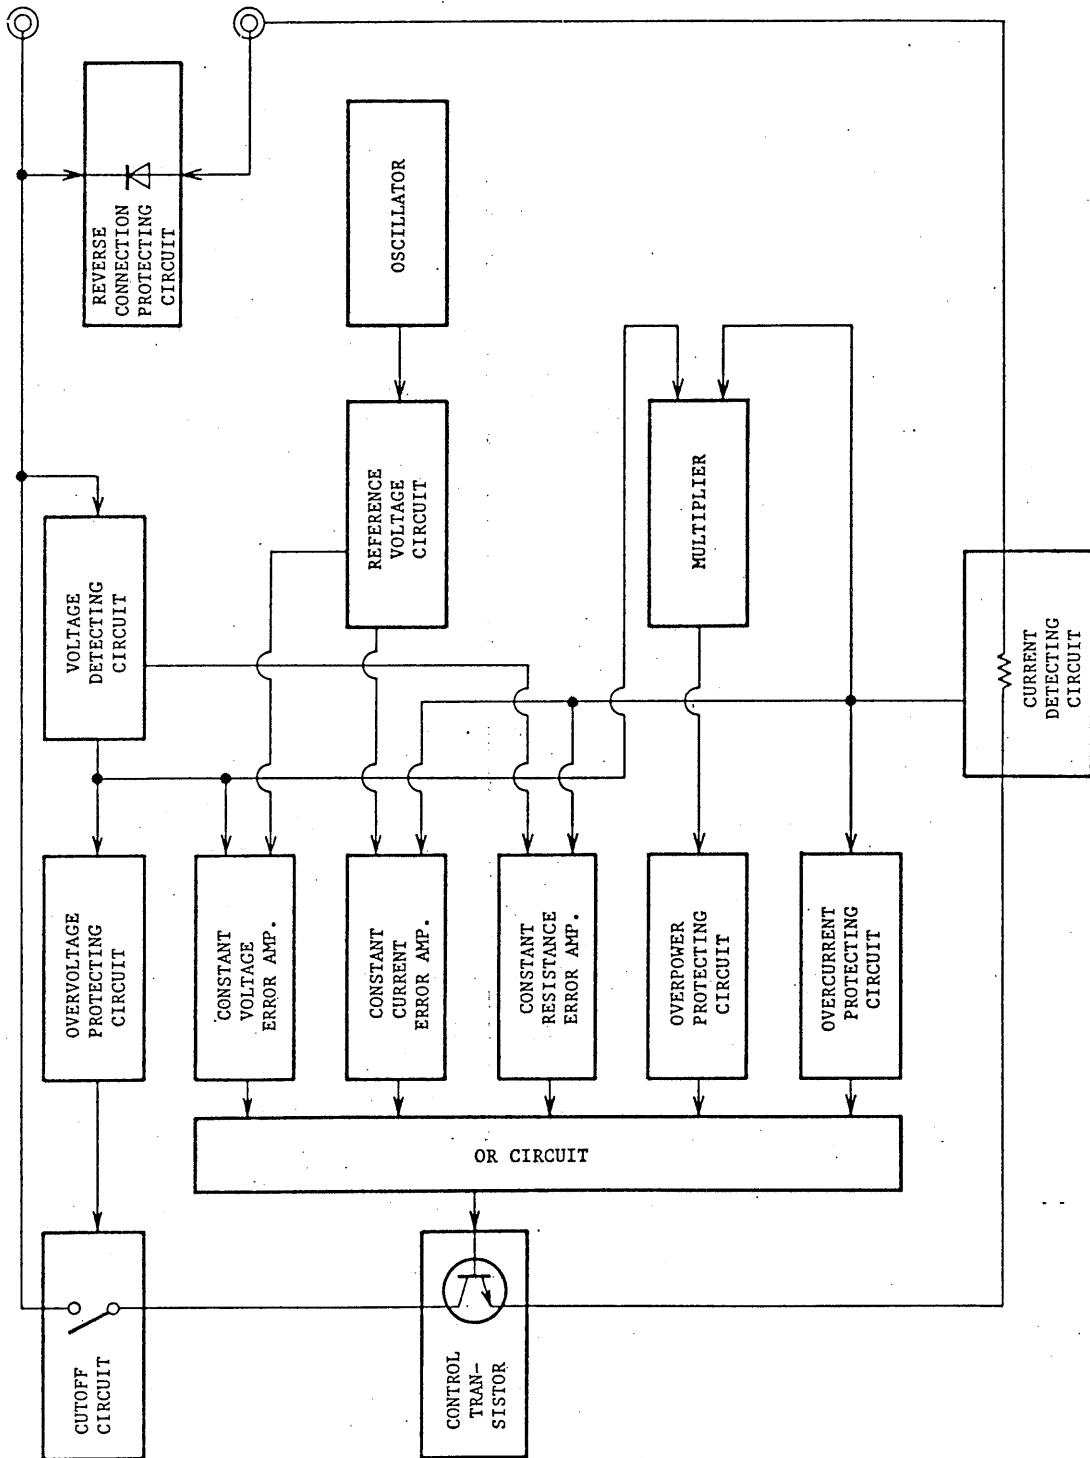 REVERSE
CONNECTION
PROTECTING
CIRCUIT
OSCILLATOR
VOLTAGE
DETECTING
CIRCUIT
REFERENCE
VOLTAGE
CIRCUIT
MULTIPLIER
CURRENT
DETECTING
CIRCUIT
OVERVOLTAGE
PROTECTING
CIRCUIT
CONSTANT
VOLTAGE
ERROR AMP.
CONSTANT
CURRENT
ERROR AMP.
CONSTANT
RESISTANCE
ERROR AMP.
OVERPOWER
PROTECTING
CIRCUIT
OVERCURRENT
PROTECTING
CIRCUIT
OR CIRCUIT
CUTOFF
CIRCUIT
CONTROL
TRAN-
SISTOR